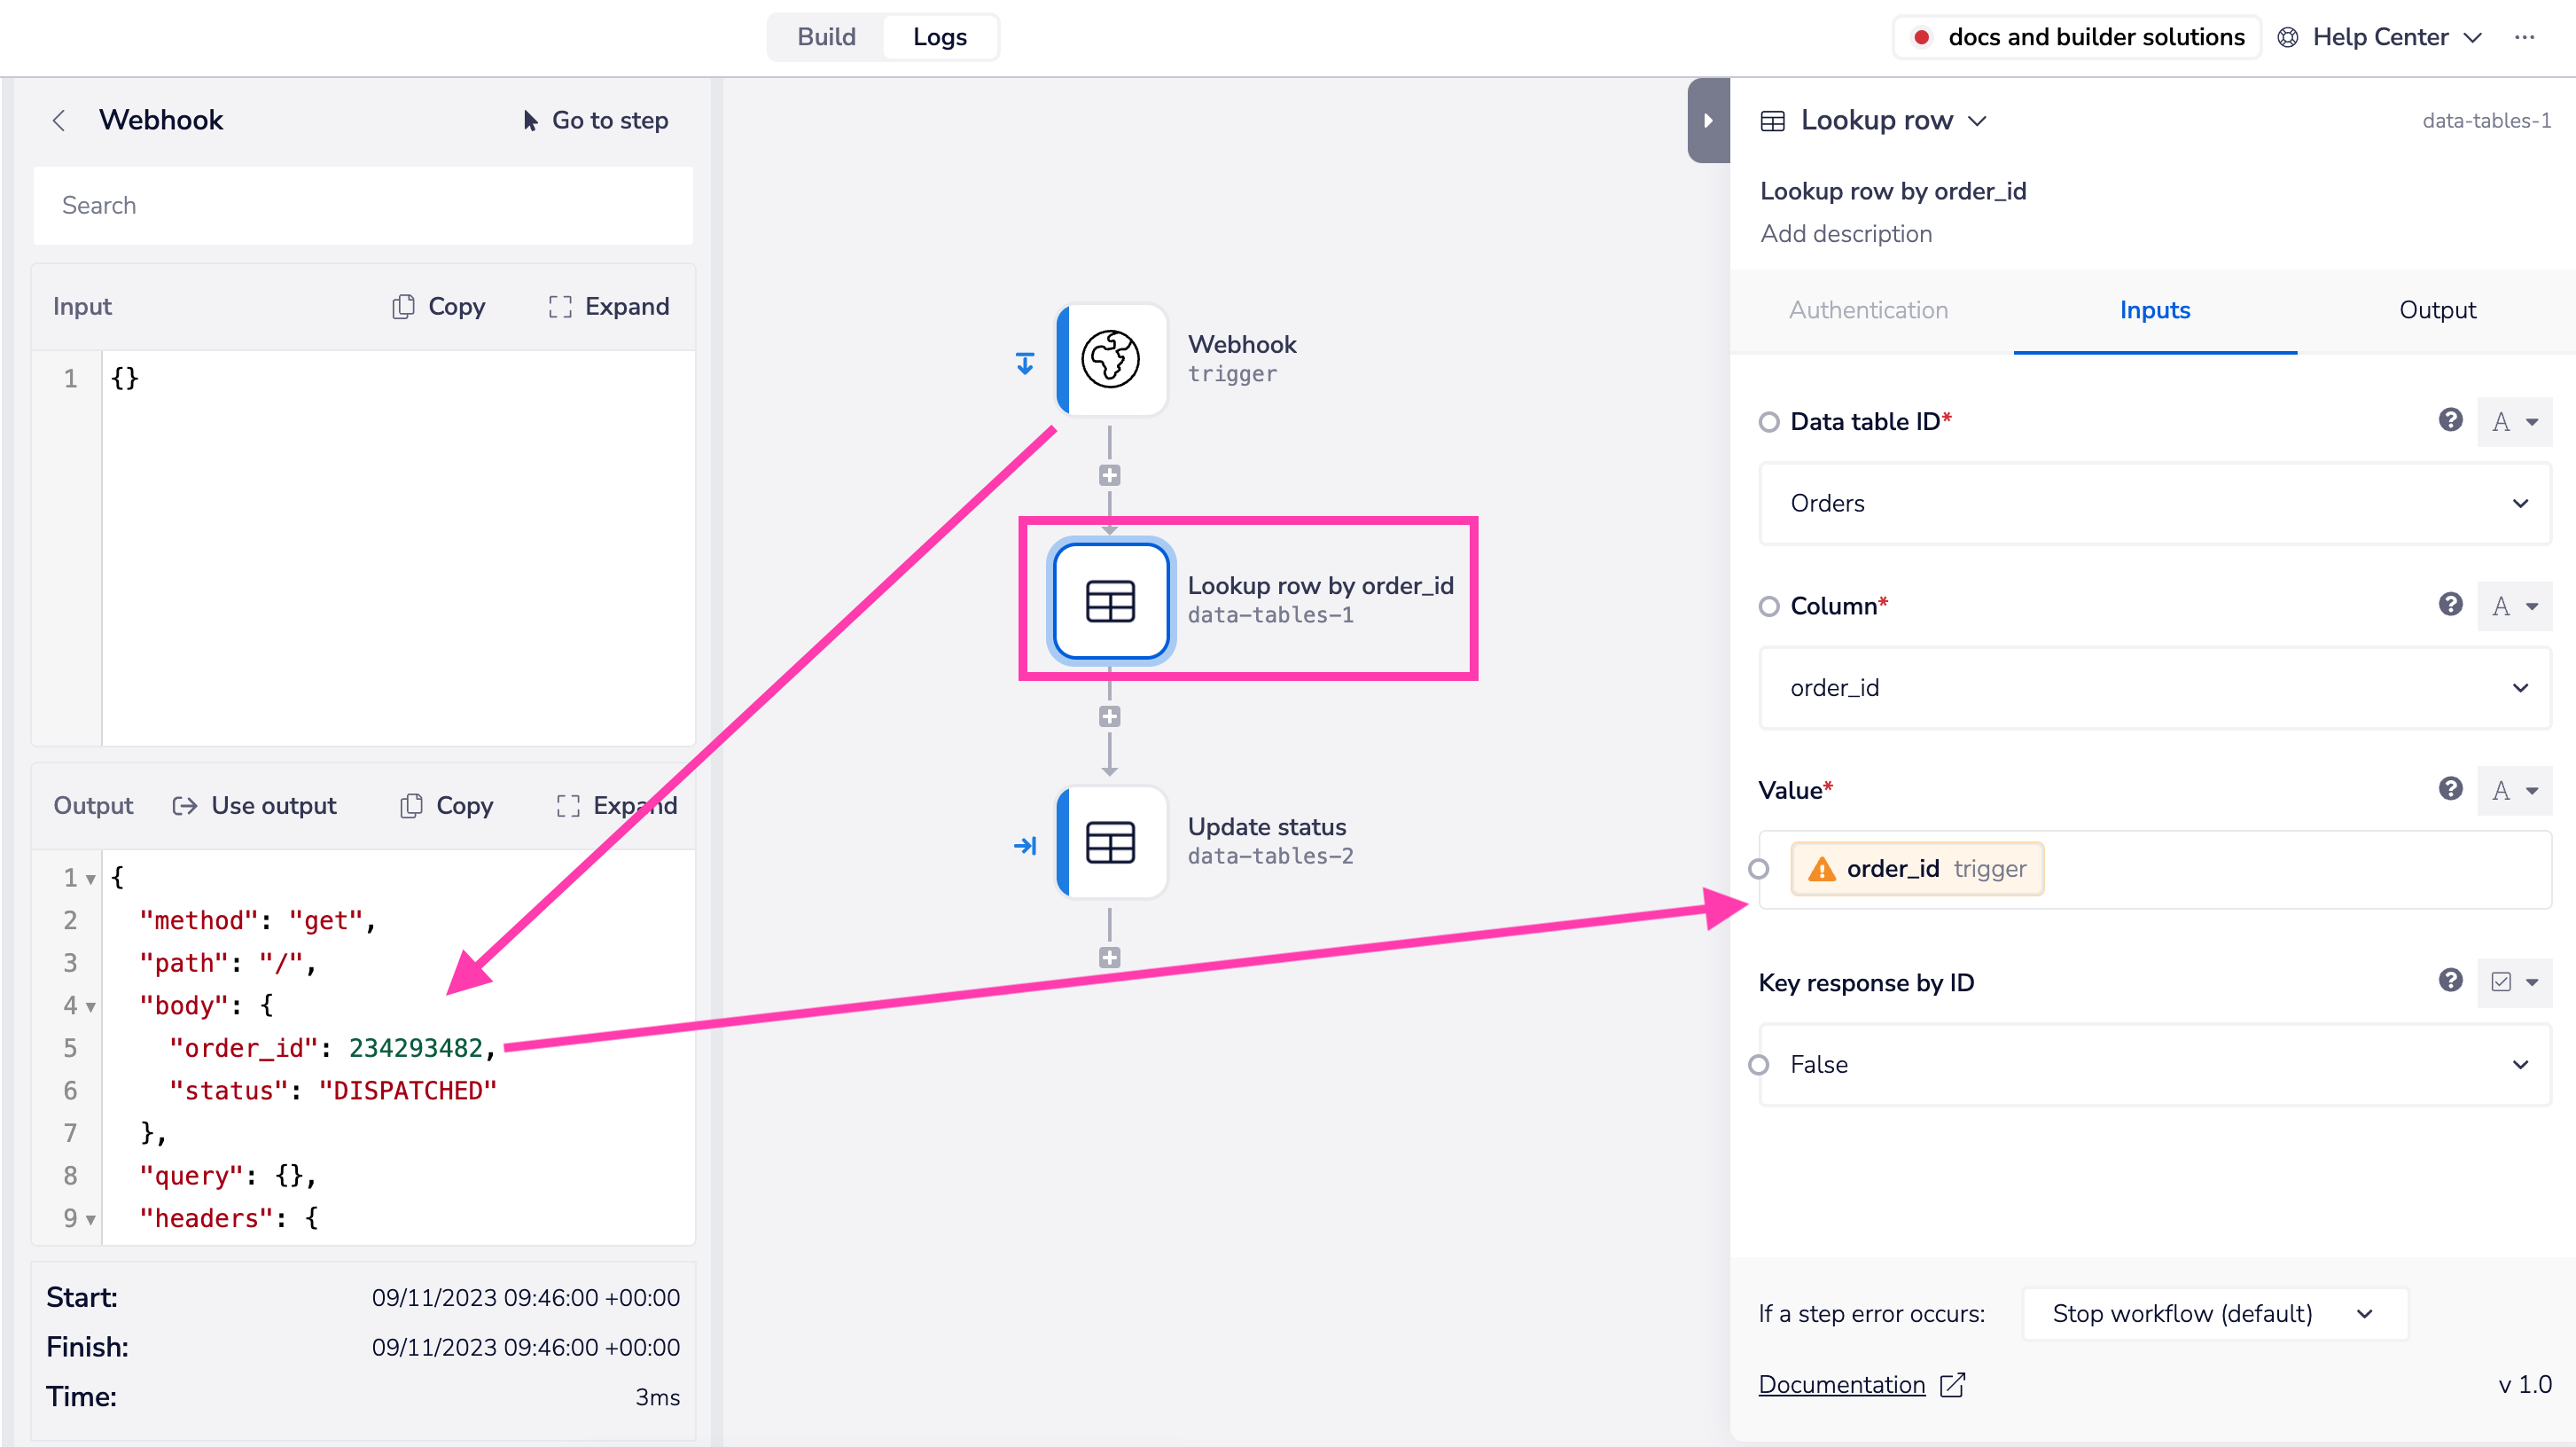 Build Logs
docs and builder solutions Help Center ...
Webhook Go to step
Search
Input Copy Expand
1 {}
Output Use output Copy Expand
1 {
2 "method": "get",
3 "path": "/",
4 "body": {
5 "order_id": 234293482,
6 "status": "DISPATCHED"
7 },
8 "query": {},
9 "headers": {
Start: 09/11/2023 09:46:00 +00:00
Finish: 09/11/2023 09:46:00 +00:00
Time: 3ms
Webhook
trigger
Lookup row by order_id
data-tables-1
Update status
data-tables-2
Lookup row data-tables-1
Lookup row by order_id
Add description
Authentication Inputs Output
Data table ID* ? A
Orders
Column* ? A
order_id
Value* ? A
order_id trigger
Key response by ID ?
False
If a step error occurs: Stop workflow (default)
Documentation v 1.0